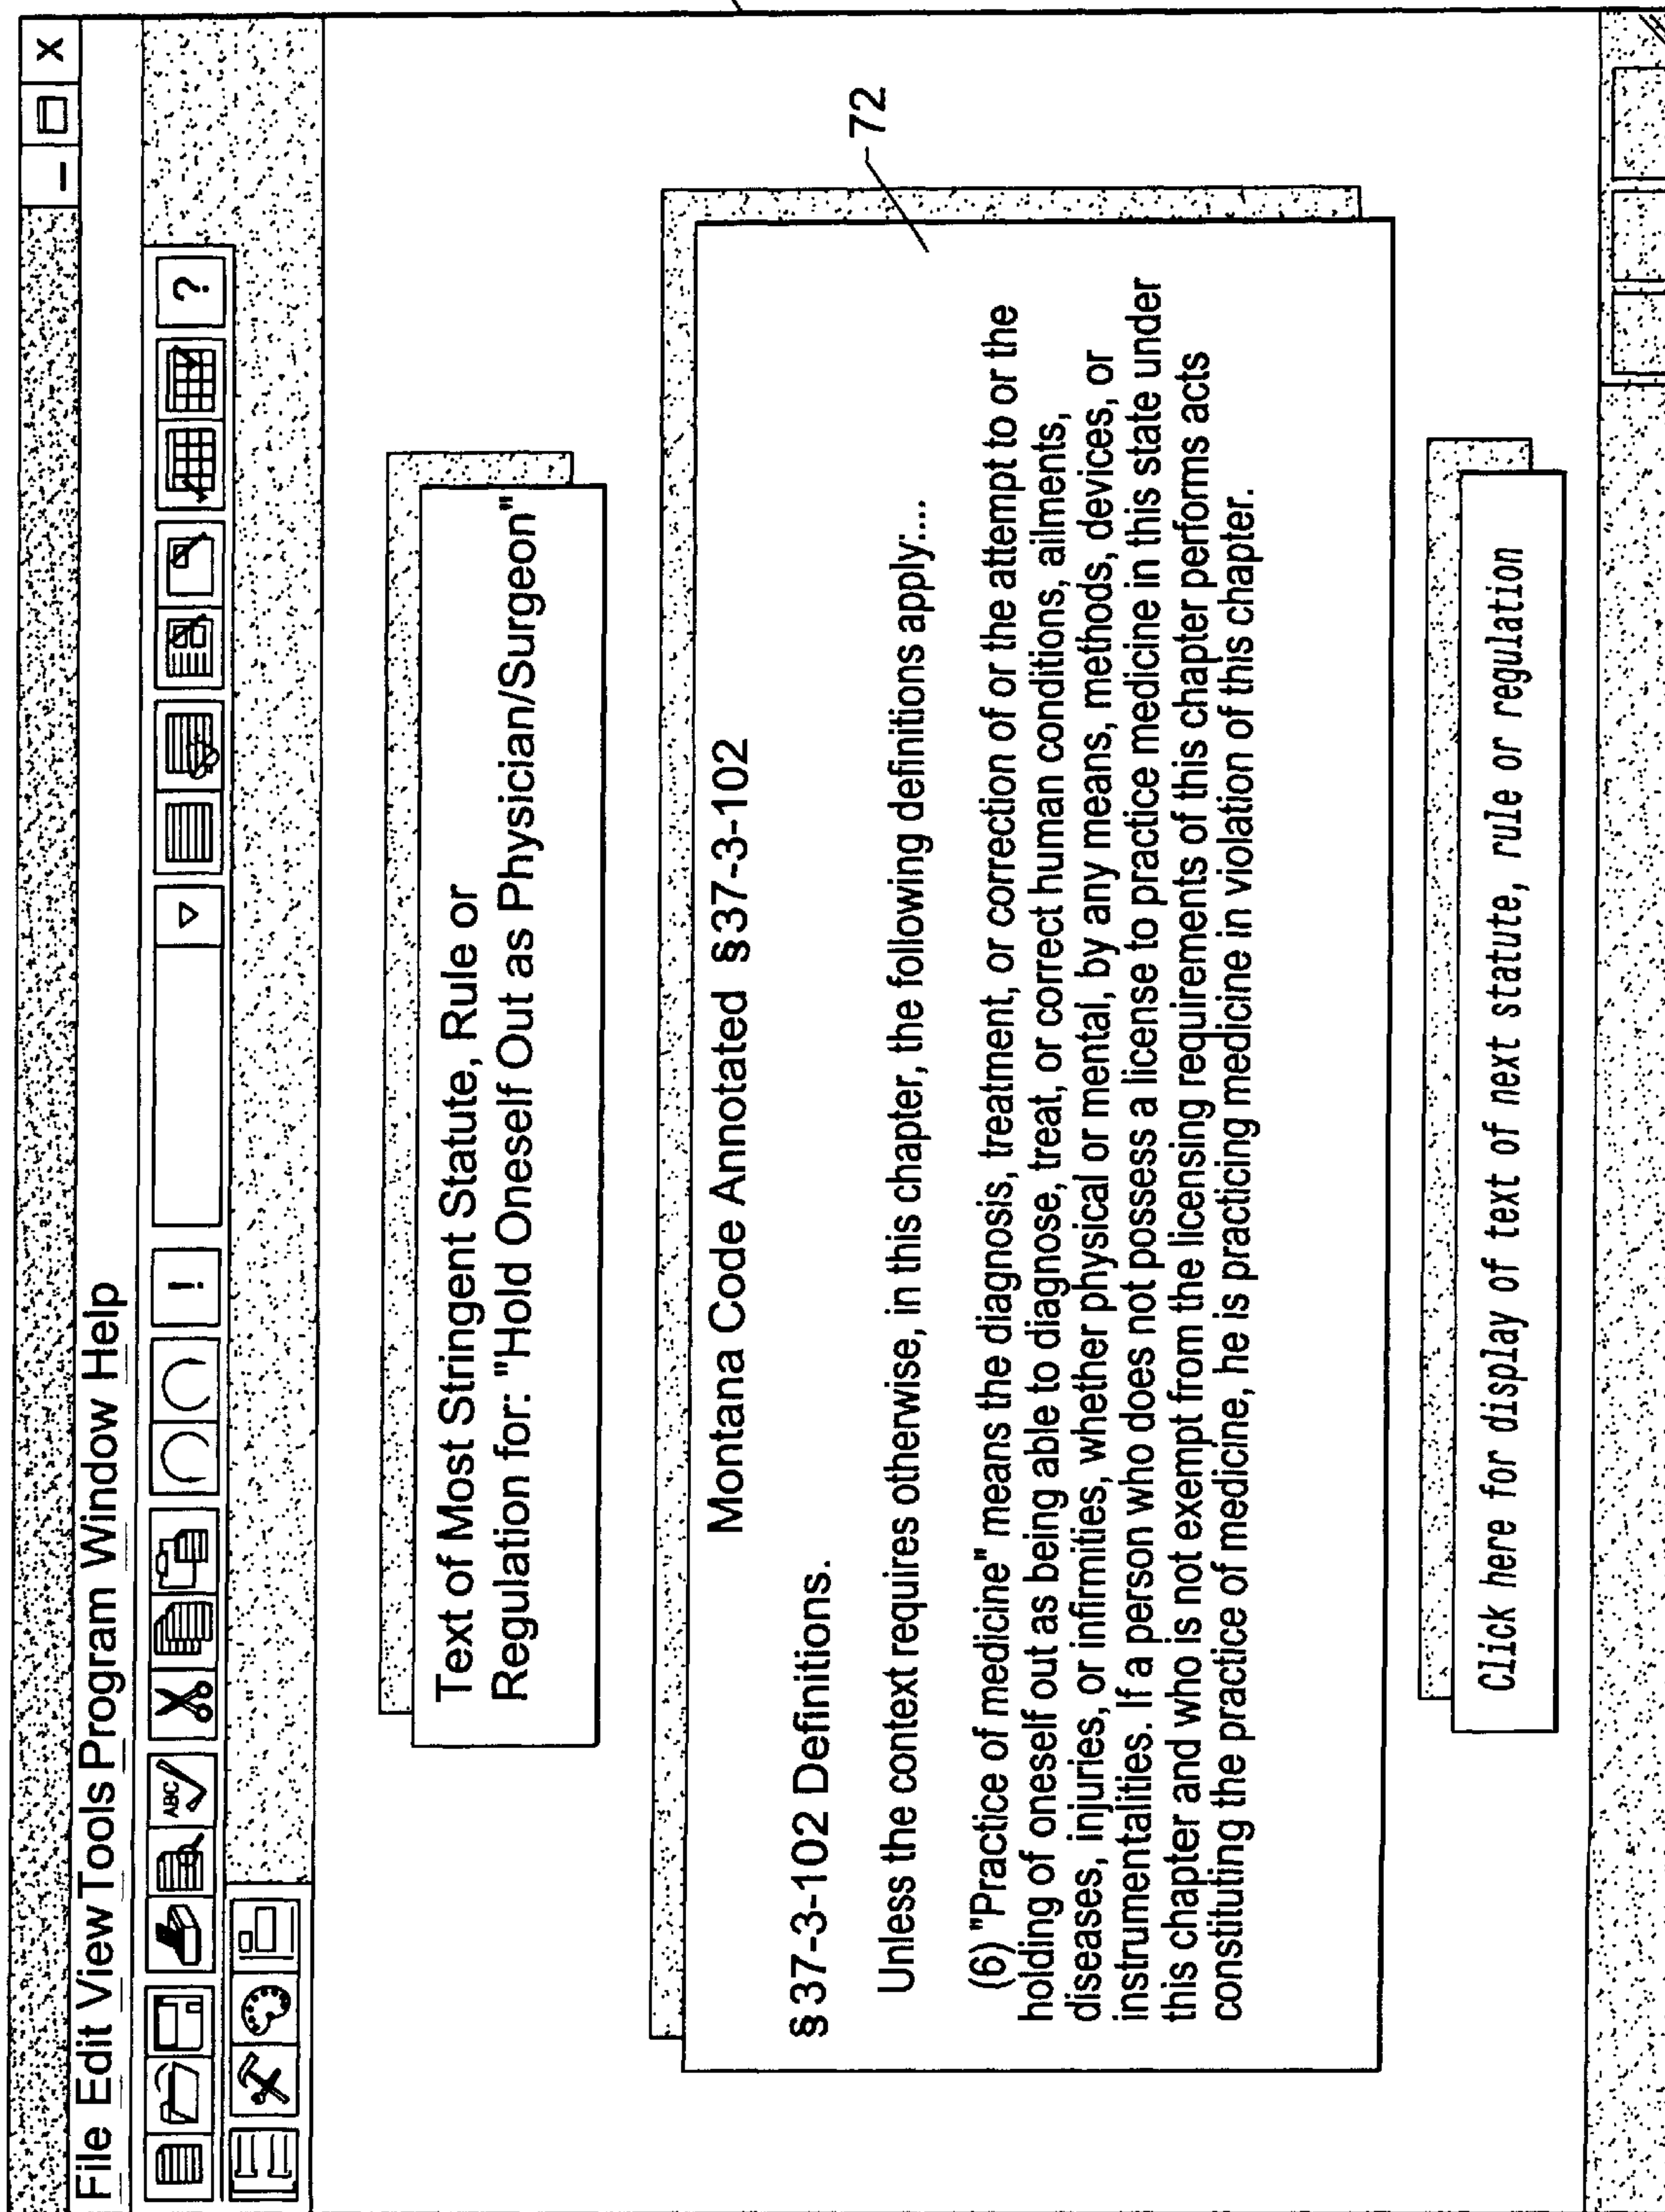 _ X
File Edit View Tools Program Window Help
ABC ! ?
Text of Most Stringent Statute, Rule or
Regulation for: "Hold Oneself Out as Physician/Surgeon"
Montana Code Annotated §37-3-102
72
§37-3-102 Definitions.
Unless the context requires otherwise, in this chapter, the following definitions apply:...
(6) "Practice of medicine" means the diagnosis, treatment, or correction of or the attempt to or the
holding of oneself out as being able to diagnose, treat, or correct human conditions, ailments,
diseases, injuries, or infirmities, whether physical or mental, by any means, methods, devices, or
instrumentalities. If a person who does not possess a license to practice medicine in this state under
this chapter and who is not exempt from the licensing requirements of this chapter performs acts
constituting the practice of medicine, he is practicing medicine in violation of this chapter.
Click here for display of text of next statute, rule or regulation